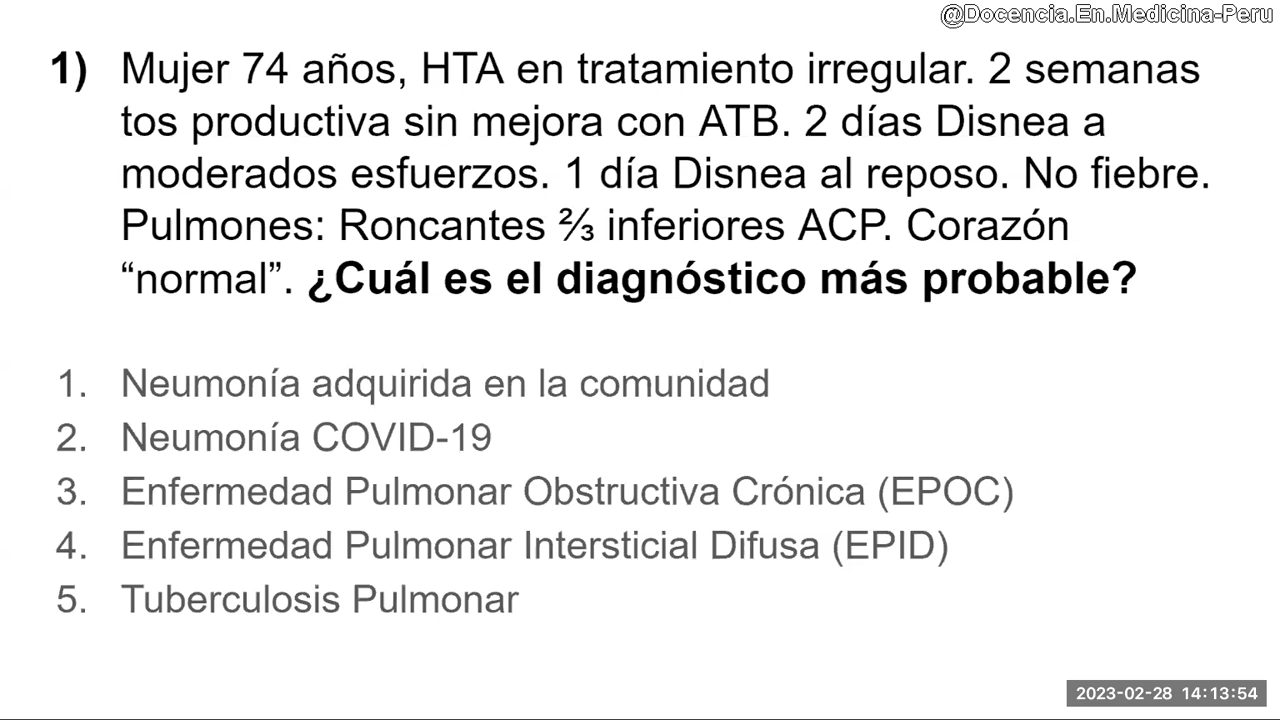 @Docencia.En.Medicina-Peru
1) Mujer 74 años, HTA en tratamiento irregular. 2 semanas
tos productiva sin mejora con ATB. 2 días Disnea a
moderados esfuerzos. 1 día Disnea al reposo. No fiebre.
Pulmones: Roncantes ⅔ inferiores ACP. Corazón
“normal”. ¿Cuál es el diagnóstico más probable?
1. Neumonía adquirida en la comunidad
2. Neumonía COVID-19
3. Enfermedad Pulmonar Obstructiva Crónica (EPOC)
4. Enfermedad Pulmonar Intersticial Difusa (EPID)
5. Tuberculosis Pulmonar
2023-02-28 14:13:54